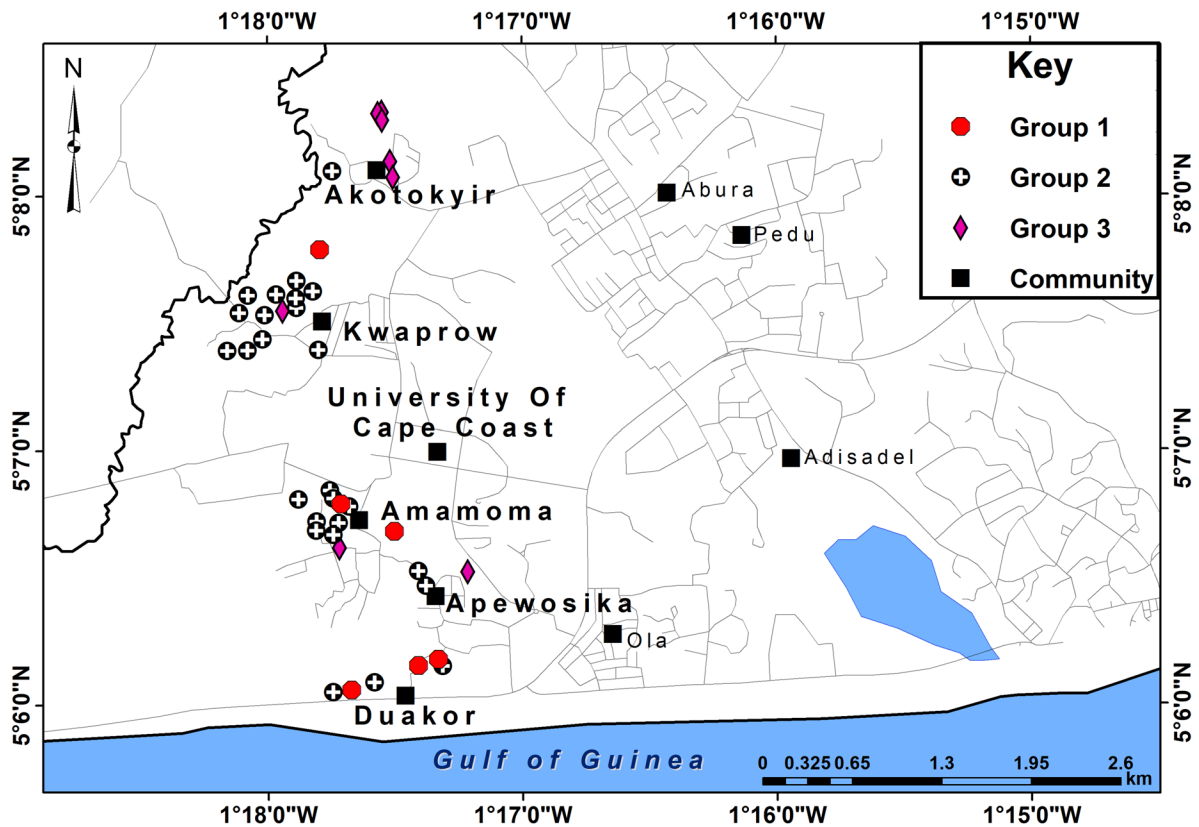 1°18'0"W 1°17'0"W 1°16'0"W 1°15'0"W
N
Key
Group 1
Group 2
Group 3
Community
5°8'0"N
5°8'0"N
Akotokyir
Abura
Pedu
Kwaprow
University Of
Cape Coast
5°7'0"N
5°7'0"N
Adisadel
Amamoma
Apewosika
Ola
5°6'0"N
5°6'0"N
Duakor
Gulf of Guinea
0 0.325 0.65 1.3 1.95 2.6
km
1°18'0"W 1°17'0"W 1°16'0"W 1°15'0"W